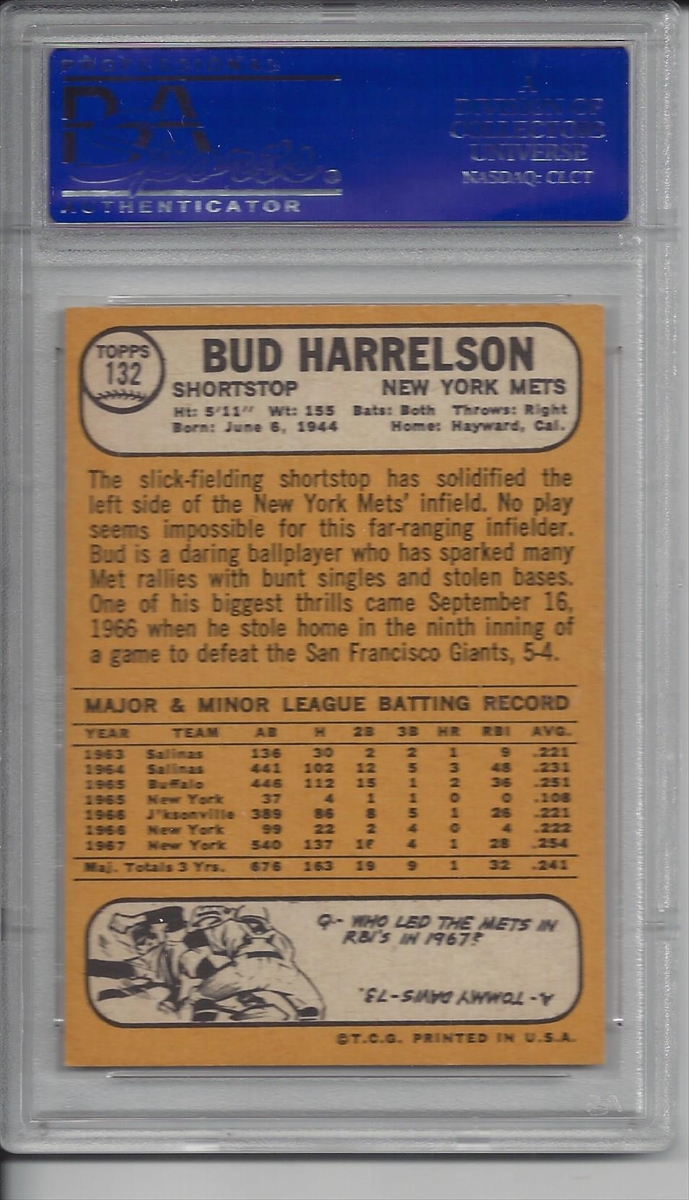 PROFESSIONAL
PSA
Sports
AUTHENTICATOR
A
DIVISION OF
COLLECTORS
UNIVERSE
NASDAQ: CLCT
TOPPS
132
BUD HARRELSON
SHORTSTOP NEW YORK METS
Ht: 5'11" Wt: 155 Bats: Both Throws: Right
Born: June 6, 1944 Home: Hayward, Cal.
The slick-fielding shortstop has solidified the
left side of the New York Mets' infield. No play
seems impossible for this far-ranging infielder.
Bud is a daring ballplayer who has sparked many
Met rallies with bunt singles and stolen bases.
One of his biggest thrills came September 16,
1966 when he stole home in the ninth inning of
a game to defeat the San Francisco Giants, 5-4.
MAJOR & MINOR LEAGUE BATTING RECORD
YEAR TEAM AB H 2B 3B HR RBI AVG.
1963 Salinas 136 30 2 2 1 9 .221
1964 Salinas 441 102 12 5 3 48 .231
1965 Buffalo 446 112 15 1 2 36 .251
1965 New York 37 4 1 1 0 0 .108
1966 J'ksonville 389 86 8 5 1 26 .221
1966 New York 99 22 2 4 0 4 .222
1967 New York 540 137 16 4 1 28 .254
Maj. Totals 3 Yrs. 676 163 19 9 1 32 .241
Q- WHO LED THE METS IN
RBI'S IN 1967?
A- TOMMY DAVIS-73.
©T.C.G. PRINTED IN U.S.A.